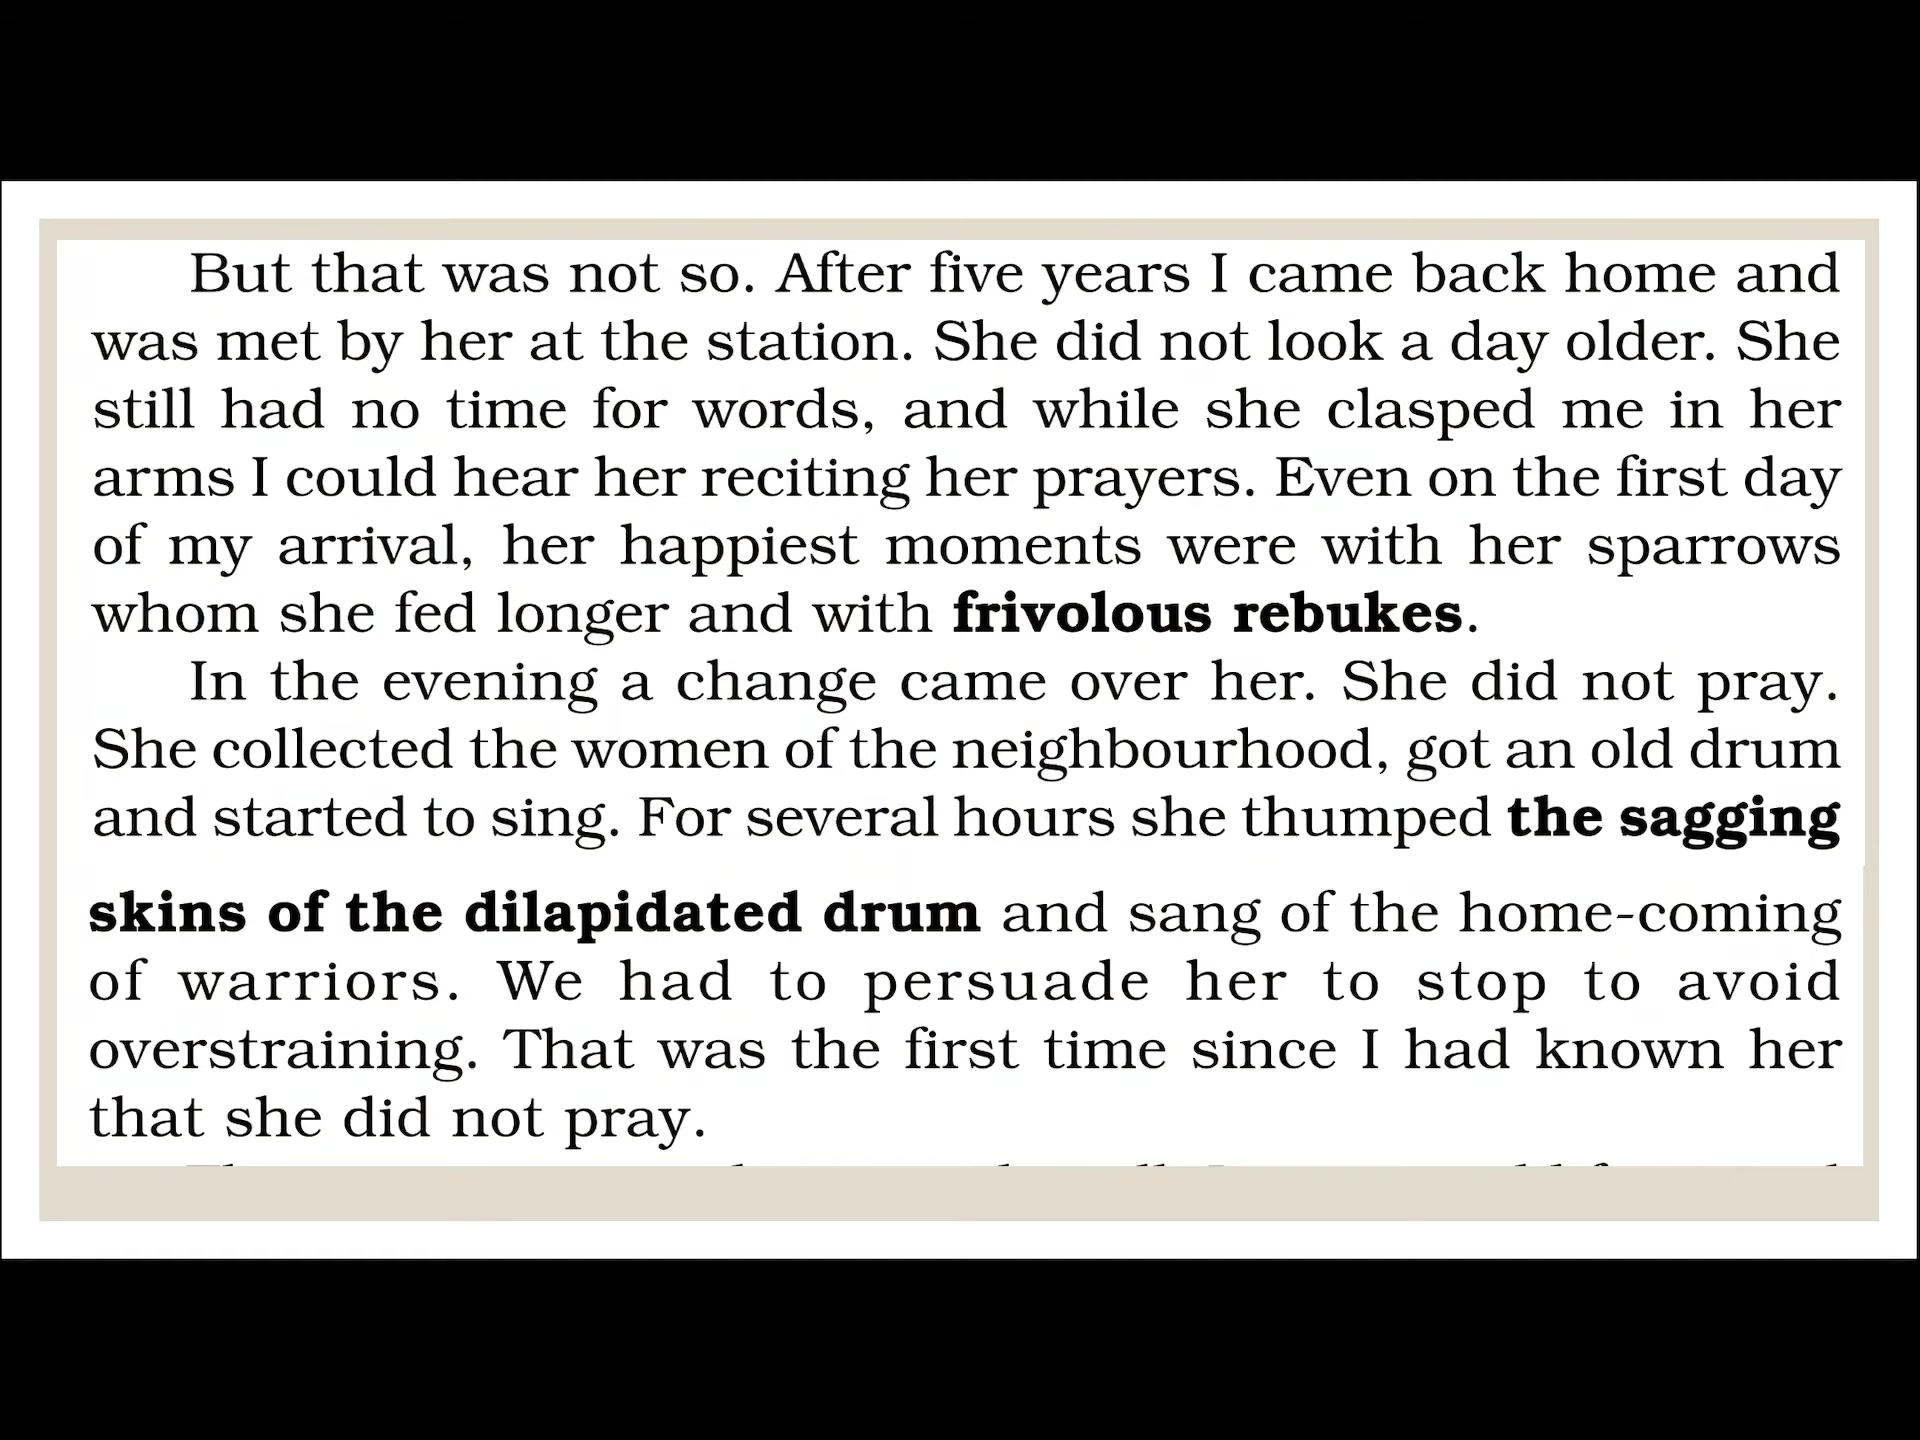 But that was not so. After five years I came back home and
was met by her at the station. She did not look a day older. She
still had no time for words, and while she clasped me in her
arms I could hear her reciting her prayers. Even on the first day
of my arrival, her happiest moments were with her sparrows
whom she fed longer and with frivolous rebukes.
In the evening a change came over her. She did not pray.
She collected the women of the neighbourhood, got an old drum
and started to sing. For several hours she thumped the sagging
skins of the dilapidated drum and sang of the home-coming
of warriors. We had to persuade her to stop to avoid
overstraining. That was the first time since I had known her
that she did not pray.